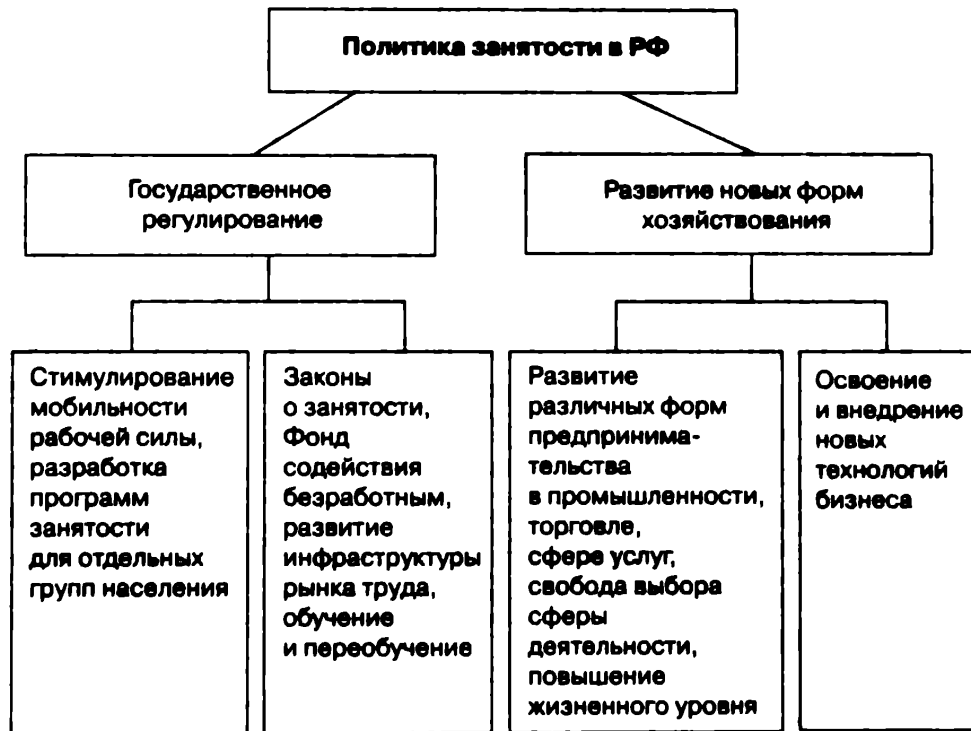 Политика занятости в РФ
Государственное
регулирование
Развитие новых форм
хозяйствования
Стимулирование
мобильности
рабочей силы,
разработка
программ
занятости
для отдельных
групп населения
Законы
о занятости,
Фонд
содействия
безработным,
развитие
инфраструктуры
рынка труда,
обучение
и переобучение
Развитие
различных форм
предпринима-
тельства
в промышленности,
торговле,
сфере услуг,
свобода выбора
сферы
деятельности,
повышение
жизненного уровня
Освоение
и внедрение
новых
технологий
бизнеса